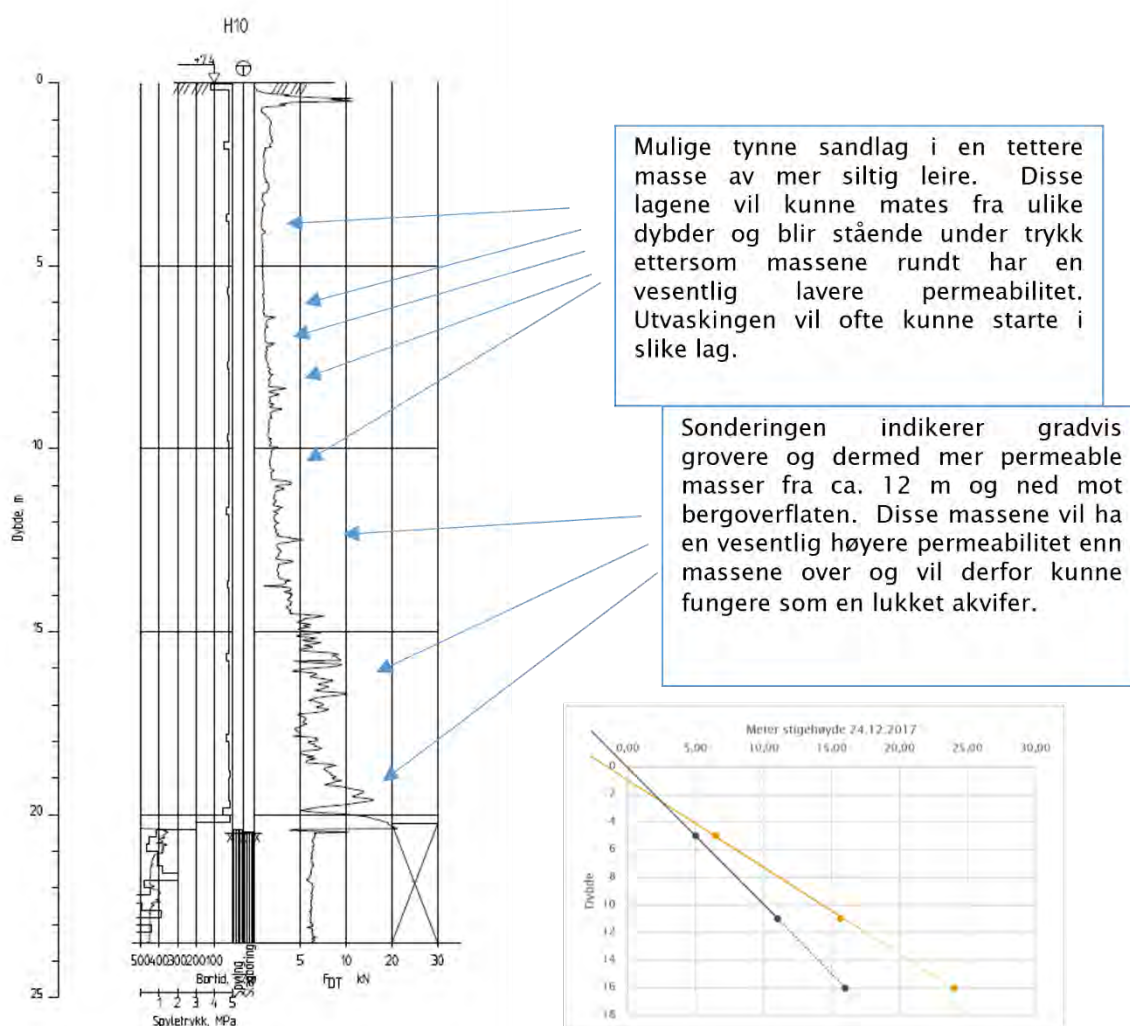 H10
+7.4
T
0
5
10
15
20
25
Dybde, m
500 400 300 200 100
Bortid,
Spyling
Slagboring
5 10 20 30
FDT kN
1 2 3 4 5
Spyletrykk, MPa
Mulige tynne sandlag i en tettere
masse av mer siltig leire. Disse
lagene vil kunne mates fra ulike
dybder og blir stående under trykk
ettersom massene rundt har en
vesentlig lavere permeabilitet.
Utvaskingen vil ofte kunne starte i
slike lag.
Sonderingen indikerer gradvis
grovere og dermed mer permeable
masser fra ca. 12 m og ned mot
bergoverflaten. Disse massene vil ha
en vesentlig høyere permeabilitet enn
massene over og vil derfor kunne
fungere som en lukket akvifer.
Meter stigehøyde 24.12.2017
0,00 5,00 10,00 15,00 20,00 25,00 30,00
0
-2
-4
-6
-8
10
12
14
16
18
Dybde